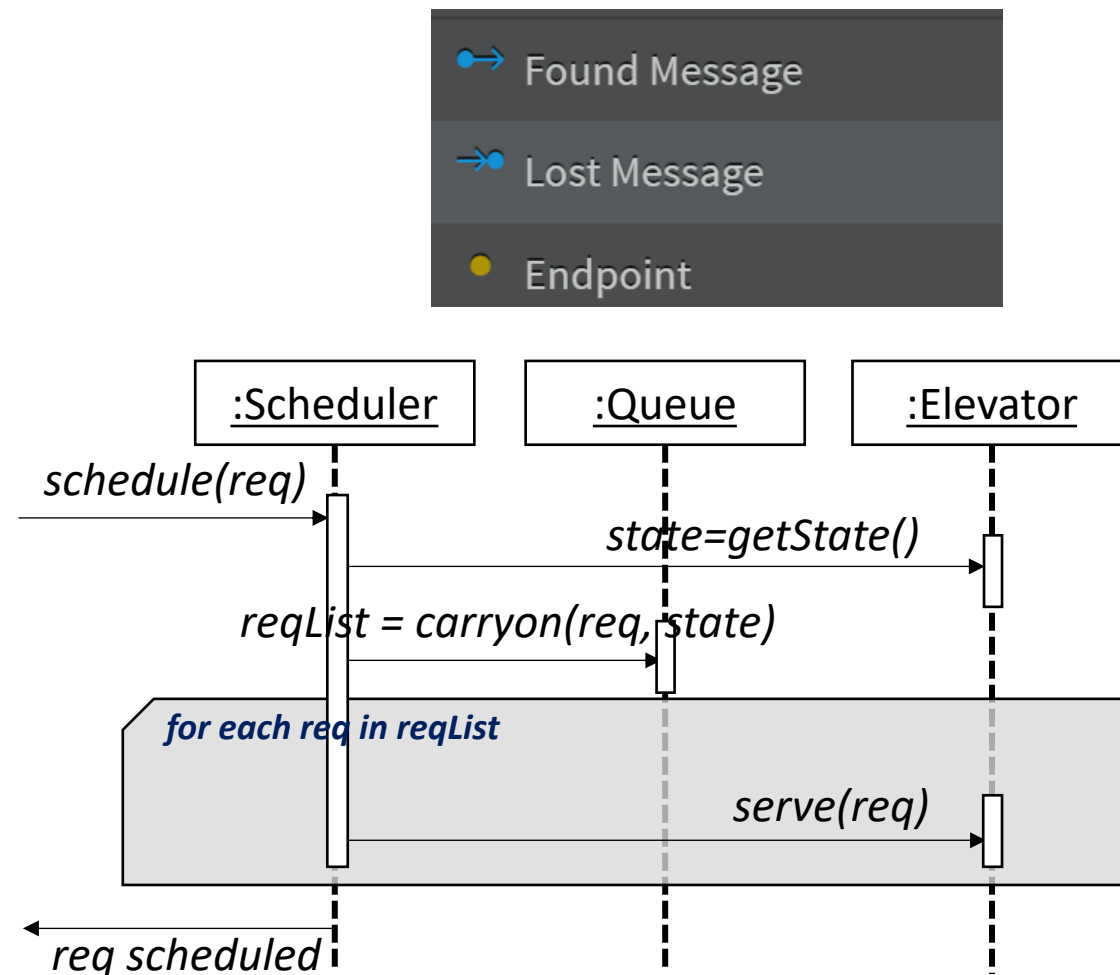 Found Message
Lost Message
Endpoint
:Scheduler
:Queue
:Elevator
schedule(req)
state=getState()
reqList = carryon(req, state)
for each req in reqList
serve(req)
req scheduled